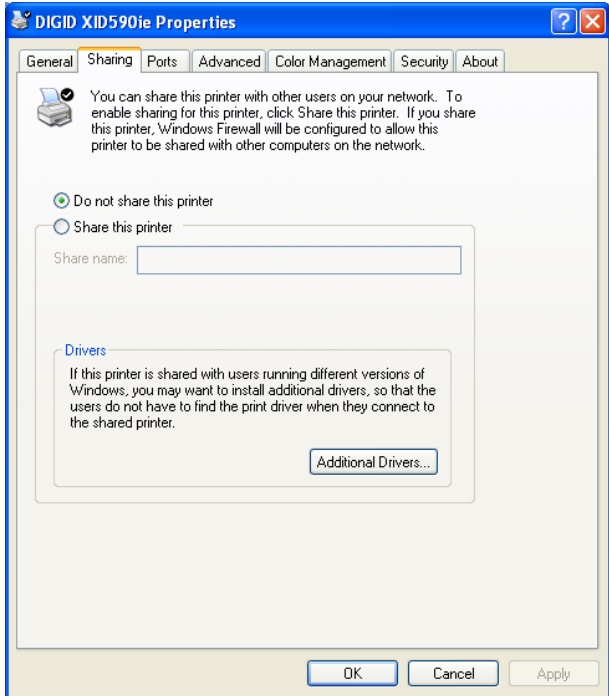 DIGID XID590ie Properties
General Sharing Ports Advanced Color Management Security About
You can share this printer with other users on your network. To
enable sharing for this printer, click Share this printer. If you share
this printer, Windows Firewall will be configured to allow this
printer to be shared with other computers on the network.
Do not share this printer
Share this printer
Share name:
Drivers
If this printer is shared with users running different versions of
Windows, you may want to install additional drivers, so that the
users do not have to find the print driver when they connect to
the shared printer.
Additional Drivers...
OK Cancel Apply